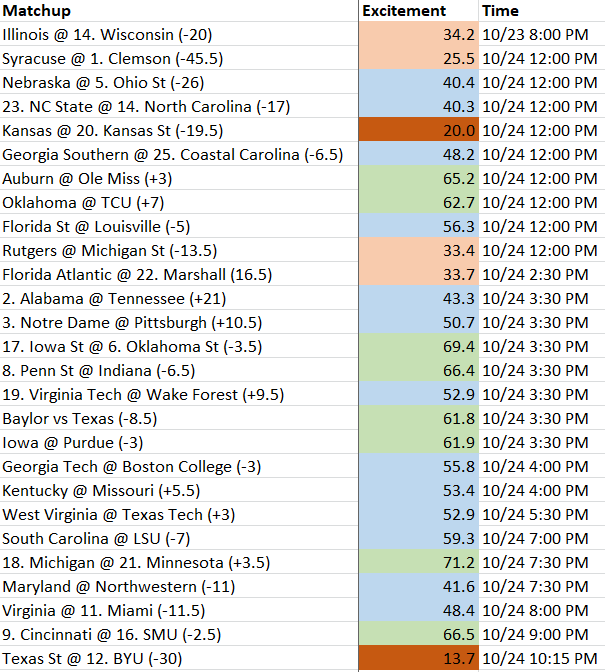 Matchup Excitement Time
Illinois @ 14. Wisconsin (-20) 34.2 10/23 8:00 PM
Syracuse @ 1. Clemson (-45.5) 25.5 10/24 12:00 PM
Nebraska @ 5. Ohio St (-26) 40.4 10/24 12:00 PM
23. NC State @ 14. North Carolina (-17) 40.3 10/24 12:00 PM
Kansas @ 20. Kansas St (-19.5) 20.0 10/24 12:00 PM
Georgia Southern @ 25. Coastal Carolina (-6.5) 48.2 10/24 12:00 PM
Auburn @ Ole Miss (+3) 65.2 10/24 12:00 PM
Oklahoma @ TCU (+7) 62.7 10/24 12:00 PM
Florida St @ Louisville (-5) 56.3 10/24 12:00 PM
Rutgers @ Michigan St (-13.5) 33.4 10/24 12:00 PM
Florida Atlantic @ 22. Marshall (16.5) 33.7 10/24 2:30 PM
2. Alabama @ Tennessee (+21) 43.3 10/24 3:30 PM
3. Notre Dame @ Pittsburgh (+10.5) 50.7 10/24 3:30 PM
17. Iowa St @ 6. Oklahoma St (-3.5) 69.4 10/24 3:30 PM
8. Penn St @ Indiana (-6.5) 66.4 10/24 3:30 PM
19. Virginia Tech @ Wake Forest (+9.5) 52.9 10/24 3:30 PM
Baylor vs Texas (-8.5) 61.8 10/24 3:30 PM
Iowa @ Purdue (-3) 61.9 10/24 3:30 PM
Georgia Tech @ Boston College (-3) 55.8 10/24 4:00 PM
Kentucky @ Missouri (+5.5) 53.4 10/24 4:00 PM
West Virginia @ Texas Tech (+3) 52.9 10/24 5:30 PM
South Carolina @ LSU (-7) 59.3 10/24 7:00 PM
18. Michigan @ 21. Minnesota (+3.5) 71.2 10/24 7:30 PM
Maryland @ Northwestern (-11) 41.6 10/24 7:30 PM
Virginia @ 11. Miami (-11.5) 48.4 10/24 8:00 PM
9. Cincinnati @ 16. SMU (-2.5) 66.5 10/24 9:00 PM
Texas St @ 12. BYU (-30) 13.7 10/24 10:15 PM